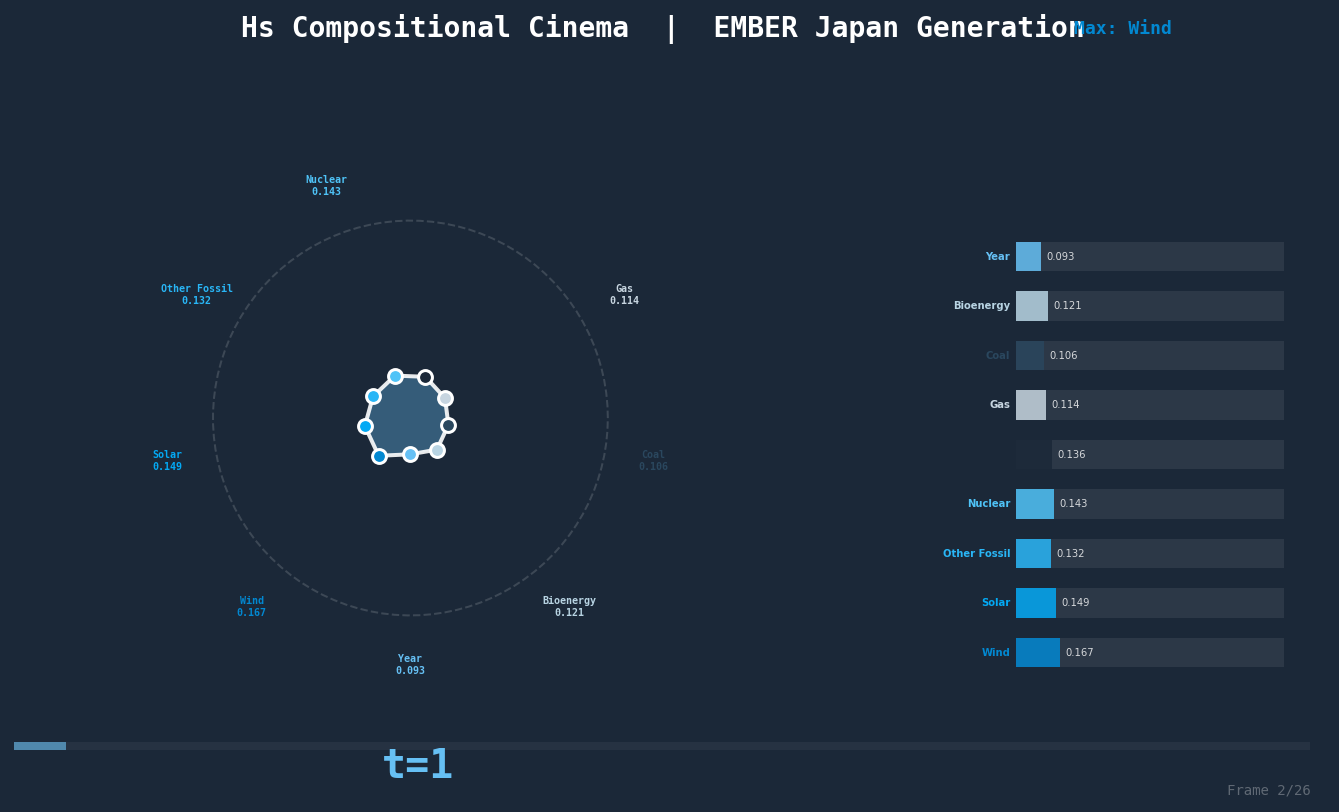 Hs Compositional Cinema | EMBER Japan Generation
Max: Wind
Nuclear
0.143
Other Fossil
0.132
Gas
0.114
Solar
0.149
Coal
0.106
Wind
0.167
Bioenergy
0.121
Year
0.093
Year 0.093
Bioenergy 0.121
Coal 0.106
Gas 0.114
0.136
Nuclear 0.143
Other Fossil 0.132
Solar 0.149
Wind 0.167
t=1
Frame 2/26